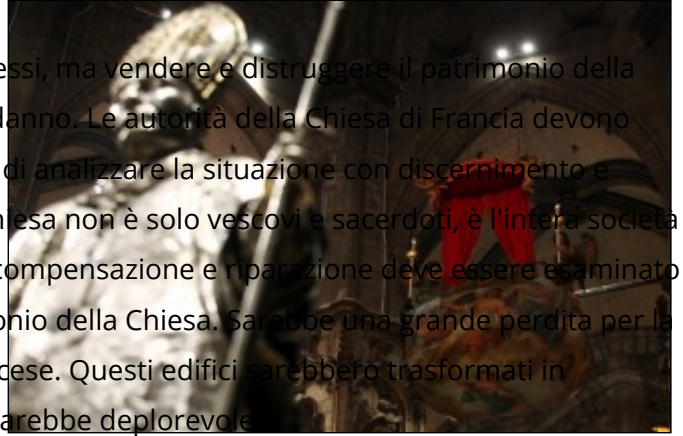 essi, ma vendere e distruggere il patrimonio della
danno. Le autorità della Chiesa di Francia devono
di analizzare la situazione con discernimento e
hiesa non è solo vescovi e sacerdoti, è l'intera società
compensazione e riparazione deve essere esaminato
onio della Chiesa. Sarebbe una grande perdita per la
cese. Questi edifici sarebbero trasformati in
arebbe deplorevole